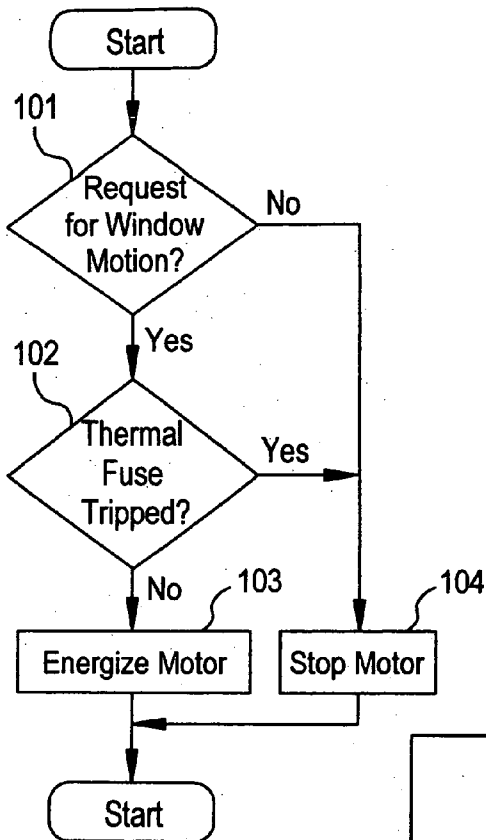 Start
101
Request
for Window
Motion?
No
Yes
102
Thermal
Fuse
Tripped?
Yes
No
103
104
Energize Motor
Stop Motor
Start